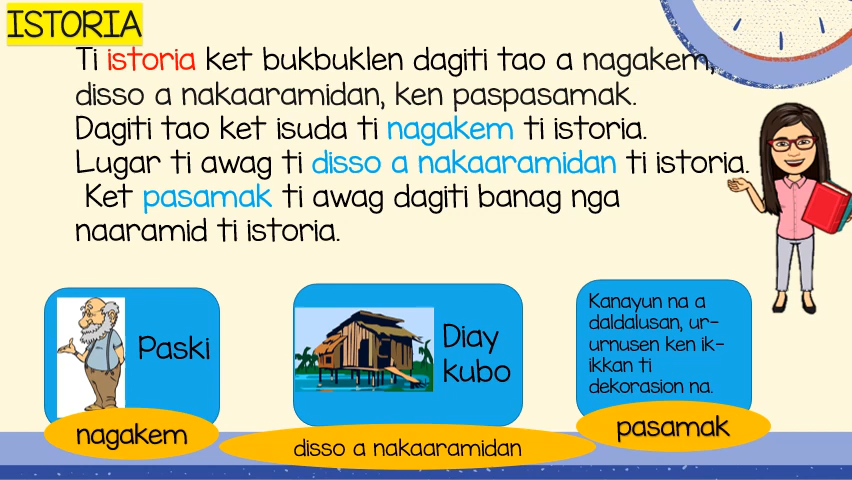 ISTORIA
Ti istoria ket bukbuklen dagiti tao a nagakem,
disso a nakaaramidan, ken paspasamak.
Dagiti tao ket isuda ti nagakem ti istoria.
Lugar ti awag ti disso a nakaaramidan ti istoria.
Ket pasamak ti awag dagiti banag nga
naaramid ti istoria.
Paski
nagakem
Diay
kubo
disso a nakaaramidan
Kanayun na a
daldalusan, ur-
urnusen ken ik-
ikkan ti
dekorasion na.
pasamak